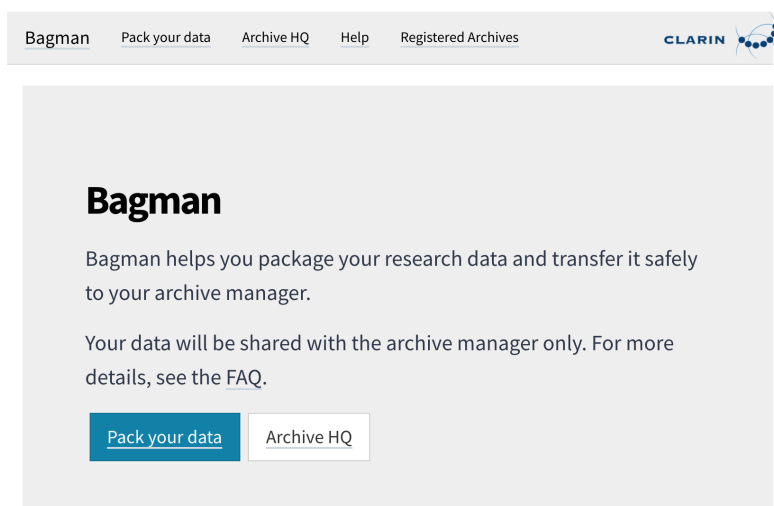 Bagman Pack your data Archive HQ Help Registered Archives CLARIN
Bagman
Bagman helps you package your research data and transfer it safely
to your archive manager.
Your data will be shared with the archive manager only. For more
details, see the FAQ.
Pack your data Archive HQ